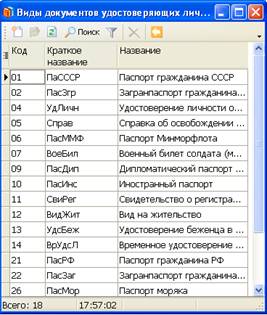 Виды документов удостоверяющих лич...
Поиск
Код Краткое название Название
01 ПаСССР Паспорт гражданина СССР
02 ПасЗгр Загранпаспорт граждани...
04 УдЛичн Удостоверение личности о...
05 Справ Справка об освобождении ...
06 ПасММФ Паспорт Минморфлота
07 ВоеБил Военный билет солдата (м...
09 ПасДип Дипломатический паспорт ...
10 ПасИнс Иностранный паспорт
11 СвиРег Свидетельство о регистра...
12 ВидЖит Вид на жительство
13 УдсБеж Удостоверение беженца в ...
14 ВрУдсЛ Временное удостоверение ...
21 ПасРФ Паспорт гражданина РФ
22 ПасЗаг Загранпаспорт гражданина...
26 ПасМор Паспорт моряка
Всего: 18 17:57:02